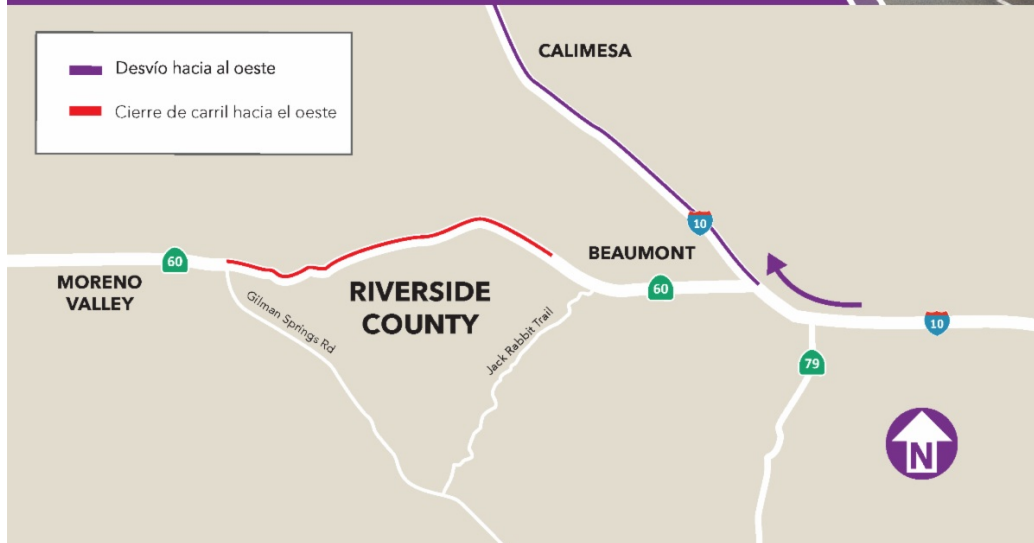 Desvío hacia al oeste
Cierre de carril hacia el oeste
CALIMESA
10
BEAUMONT
60
MORENO
VALLEY
RIVERSIDE
COUNTY
Gilman Springs Rd
Jack Rabbit Trail
60
10
79
N